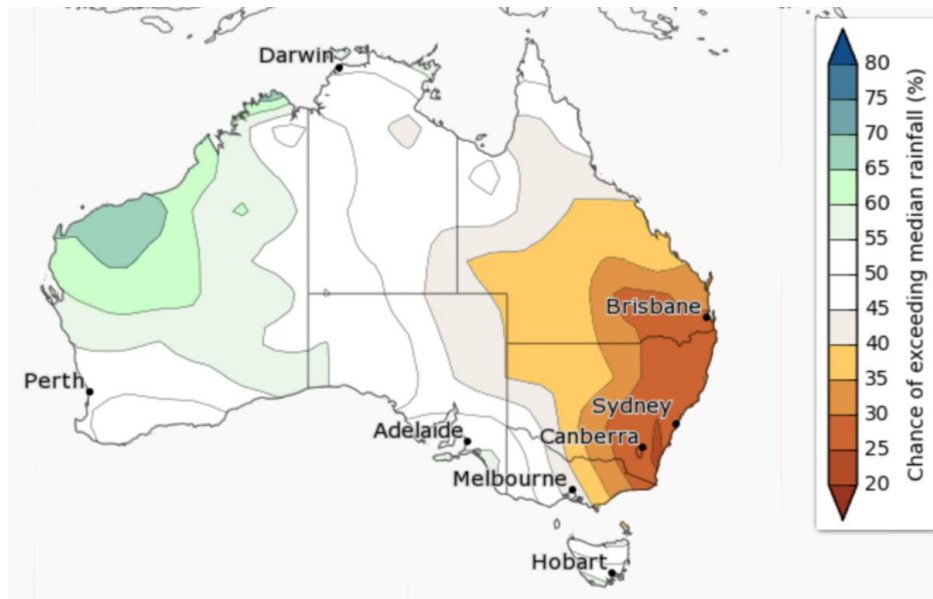 Darwin
Perth
Adelaide
Melbourne
Hobart
Canberra
Sydney
Brisbane
80
75
70
65
60
55
50
45
40
35
30
25
20
Chance of exceeding median rainfall (%)